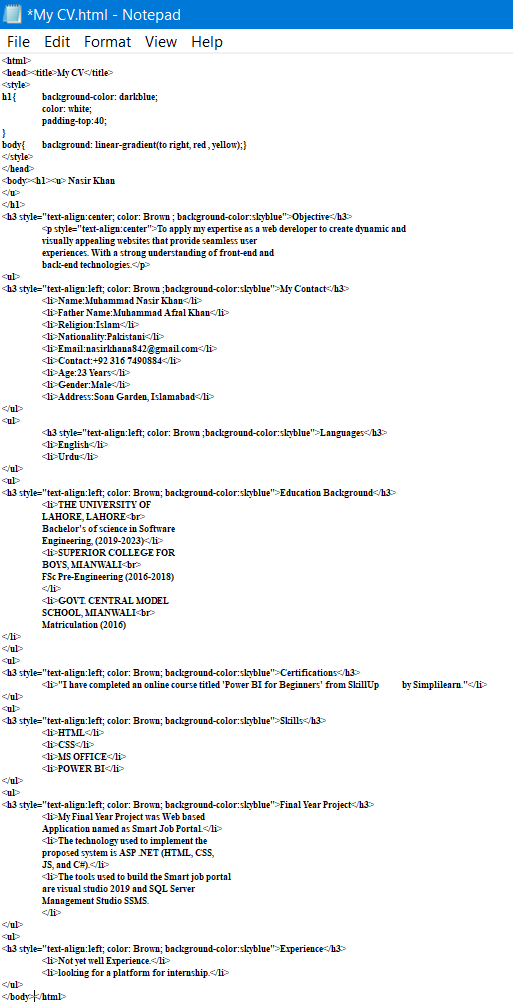 *My CV.html - Notepad
File Edit Format View Help
<html>
<head><title>My CV</title>
<style>
h1{ background-color: darkblue;
color: white;
padding-top:40;
}
body{ background: linear-gradient(to right, red , yellow);}
</style>
</head>
<body><h1><u> Nasir Khan
</u>
</h1>
<h3 style="text-align:center; color: Brown ; background-color:skyblue">Objective</h3>
<p style="text-align:center">To apply my expertise as a web developer to create dynamic and
visually appealing websites that provide seamless user
experiences. With a strong understanding of front-end and
back-end technologies.</p>
<ul>
<h3 style="text-align:left; color: Brown ;background-color:skyblue">My Contact</h3>
<li>Name:Muhammad Nasir Khan</li>
<li>Father Name:Muhammad Afzal Khan</li>
<li>Religion:Islam</li>
<li>Nationality:Pakistani</li>
<li>Email:nasirkhana842@gmail.com</li>
<li>Contact:+92 316 7490884</li>
<li>Age:23 Years</li>
<li>Gender:Male</li>
<li>Address:Soan Garden, Islamabad</li>
</ul>
<ul>
<h3 style="text-align:left; color: Brown ;background-color:skyblue">Languages</h3>
<li>English</li>
<li>Urdu</li>
</ul>
<ul>
<h3 style="text-align:left; color: Brown; background-color:skyblue">Education Background</h3>
<li>THE UNIVERSITY OF
LAHORE, LAHORE<br>
Bachelor's of science in Software
Engineering, (2019-2023)</li>
<li>SUPERIOR COLLEGE FOR
BOYS, MIANWALI<br>
FSc Pre-Engineering (2016-2018)
</li>
<li>GOVT. CENTRAL MODEL
SCHOOL, MIANWALI<br>
Matriculation (2016)
</li>
</ul>
<ul>
<h3 style="text-align:left; color: Brown; background-color:skyblue">Certifications</h3>
<li>"I have completed an online course titled 'Power BI for Beginners' from SkillUp by Simplilearn."</li>
</ul>
<ul>
<h3 style="text-align:left; color: Brown; background-color:skyblue">Skills</h3>
<li>HTML</li>
<li>CSS</li>
<li>MS OFFICE</li>
<li>POWER BI</li>
</ul>
<ul>
<h3 style="text-align:left; color: Brown; background-color:skyblue">Final Year Project</h3>
<li>My Final Year Project was Web based
Application named as Smart Job Portal.</li>
<li>The technology used to implement the
proposed system is ASP .NET (HTML, CSS,
JS, and C#).</li>
<li>The tools used to build the Smart job portal
are visual studio 2019 and SQL Server
Management Studio SSMS.
</li>
</ul>
<ul>
<h3 style="text-align:left; color: Brown; background-color:skyblue">Experience</h3>
<li>Not yet well Experience.</li>
<li>looking for a platform for internship.</li>
</ul>
</body></html>